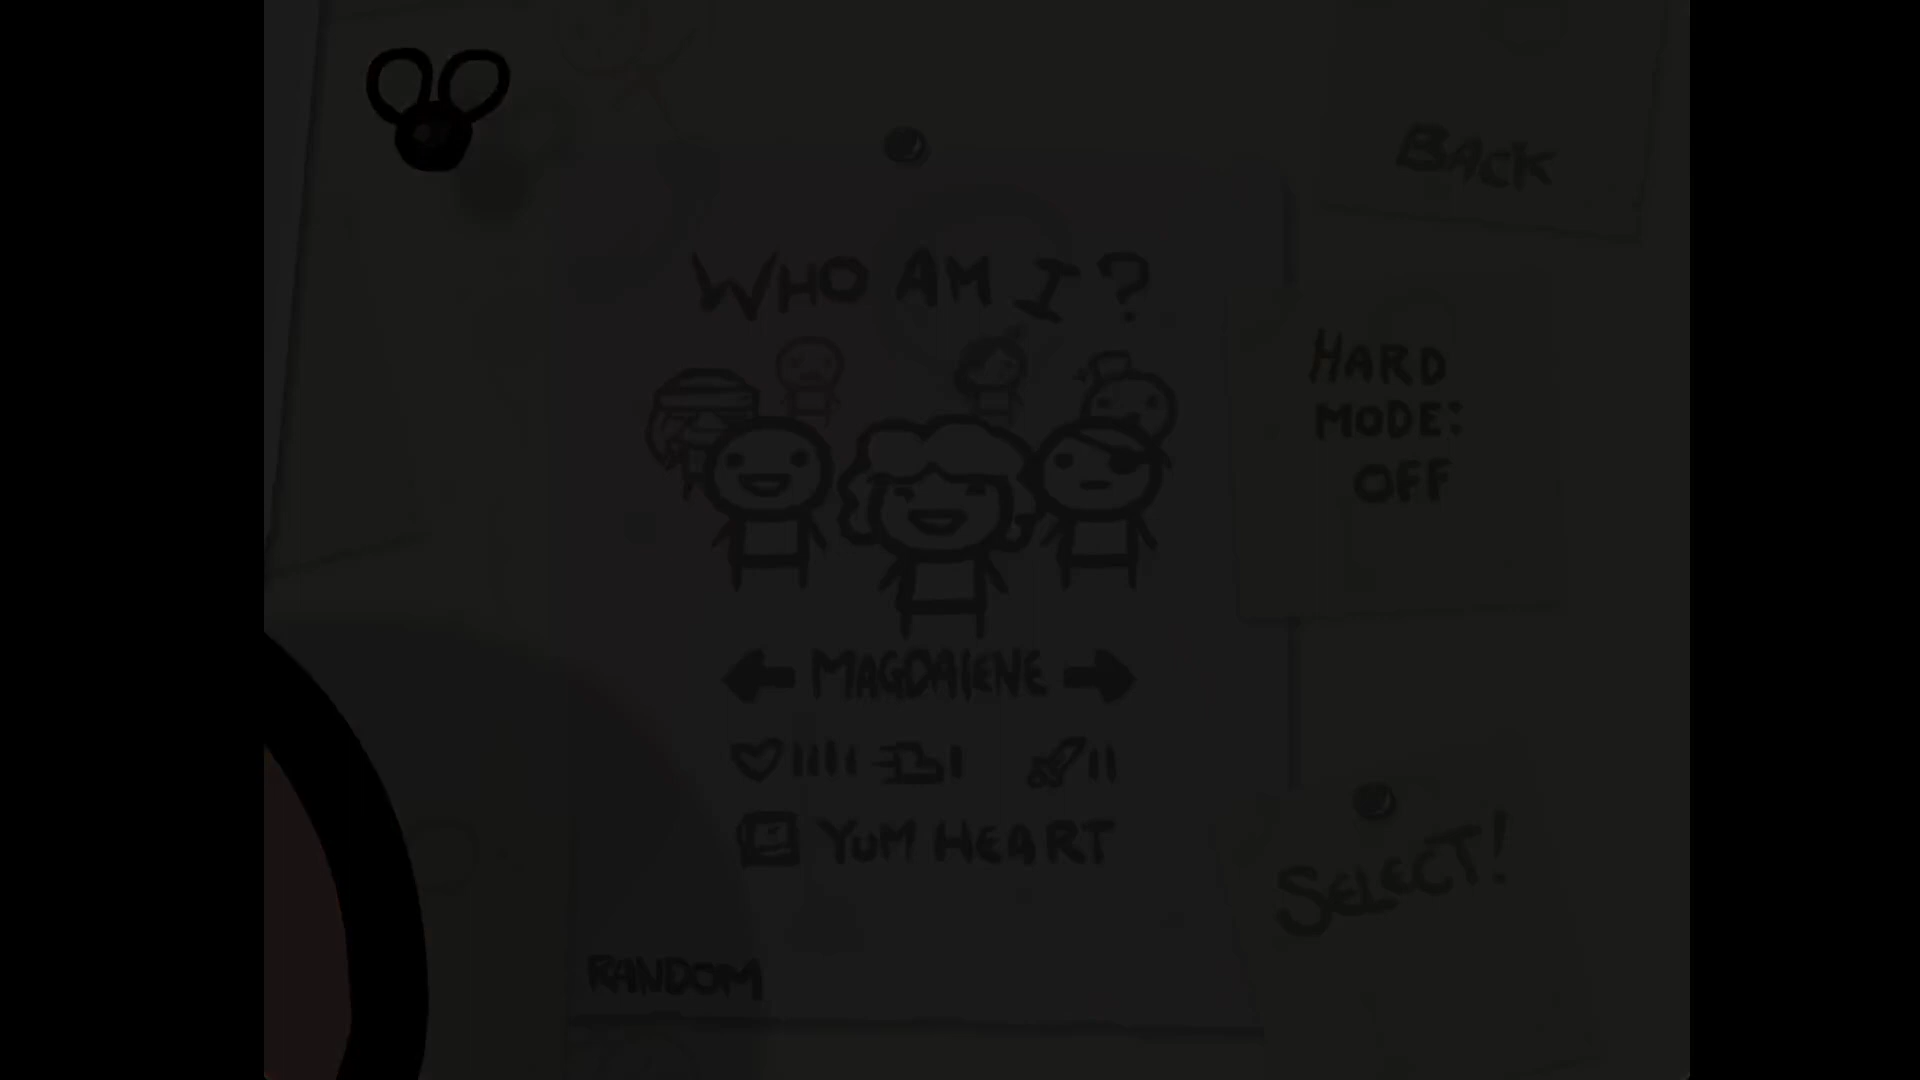 BACK
WHO AM I?
HARD
MODE:
OFF
MAGDALENE
YUM HEART
SELECT!
RANDOM